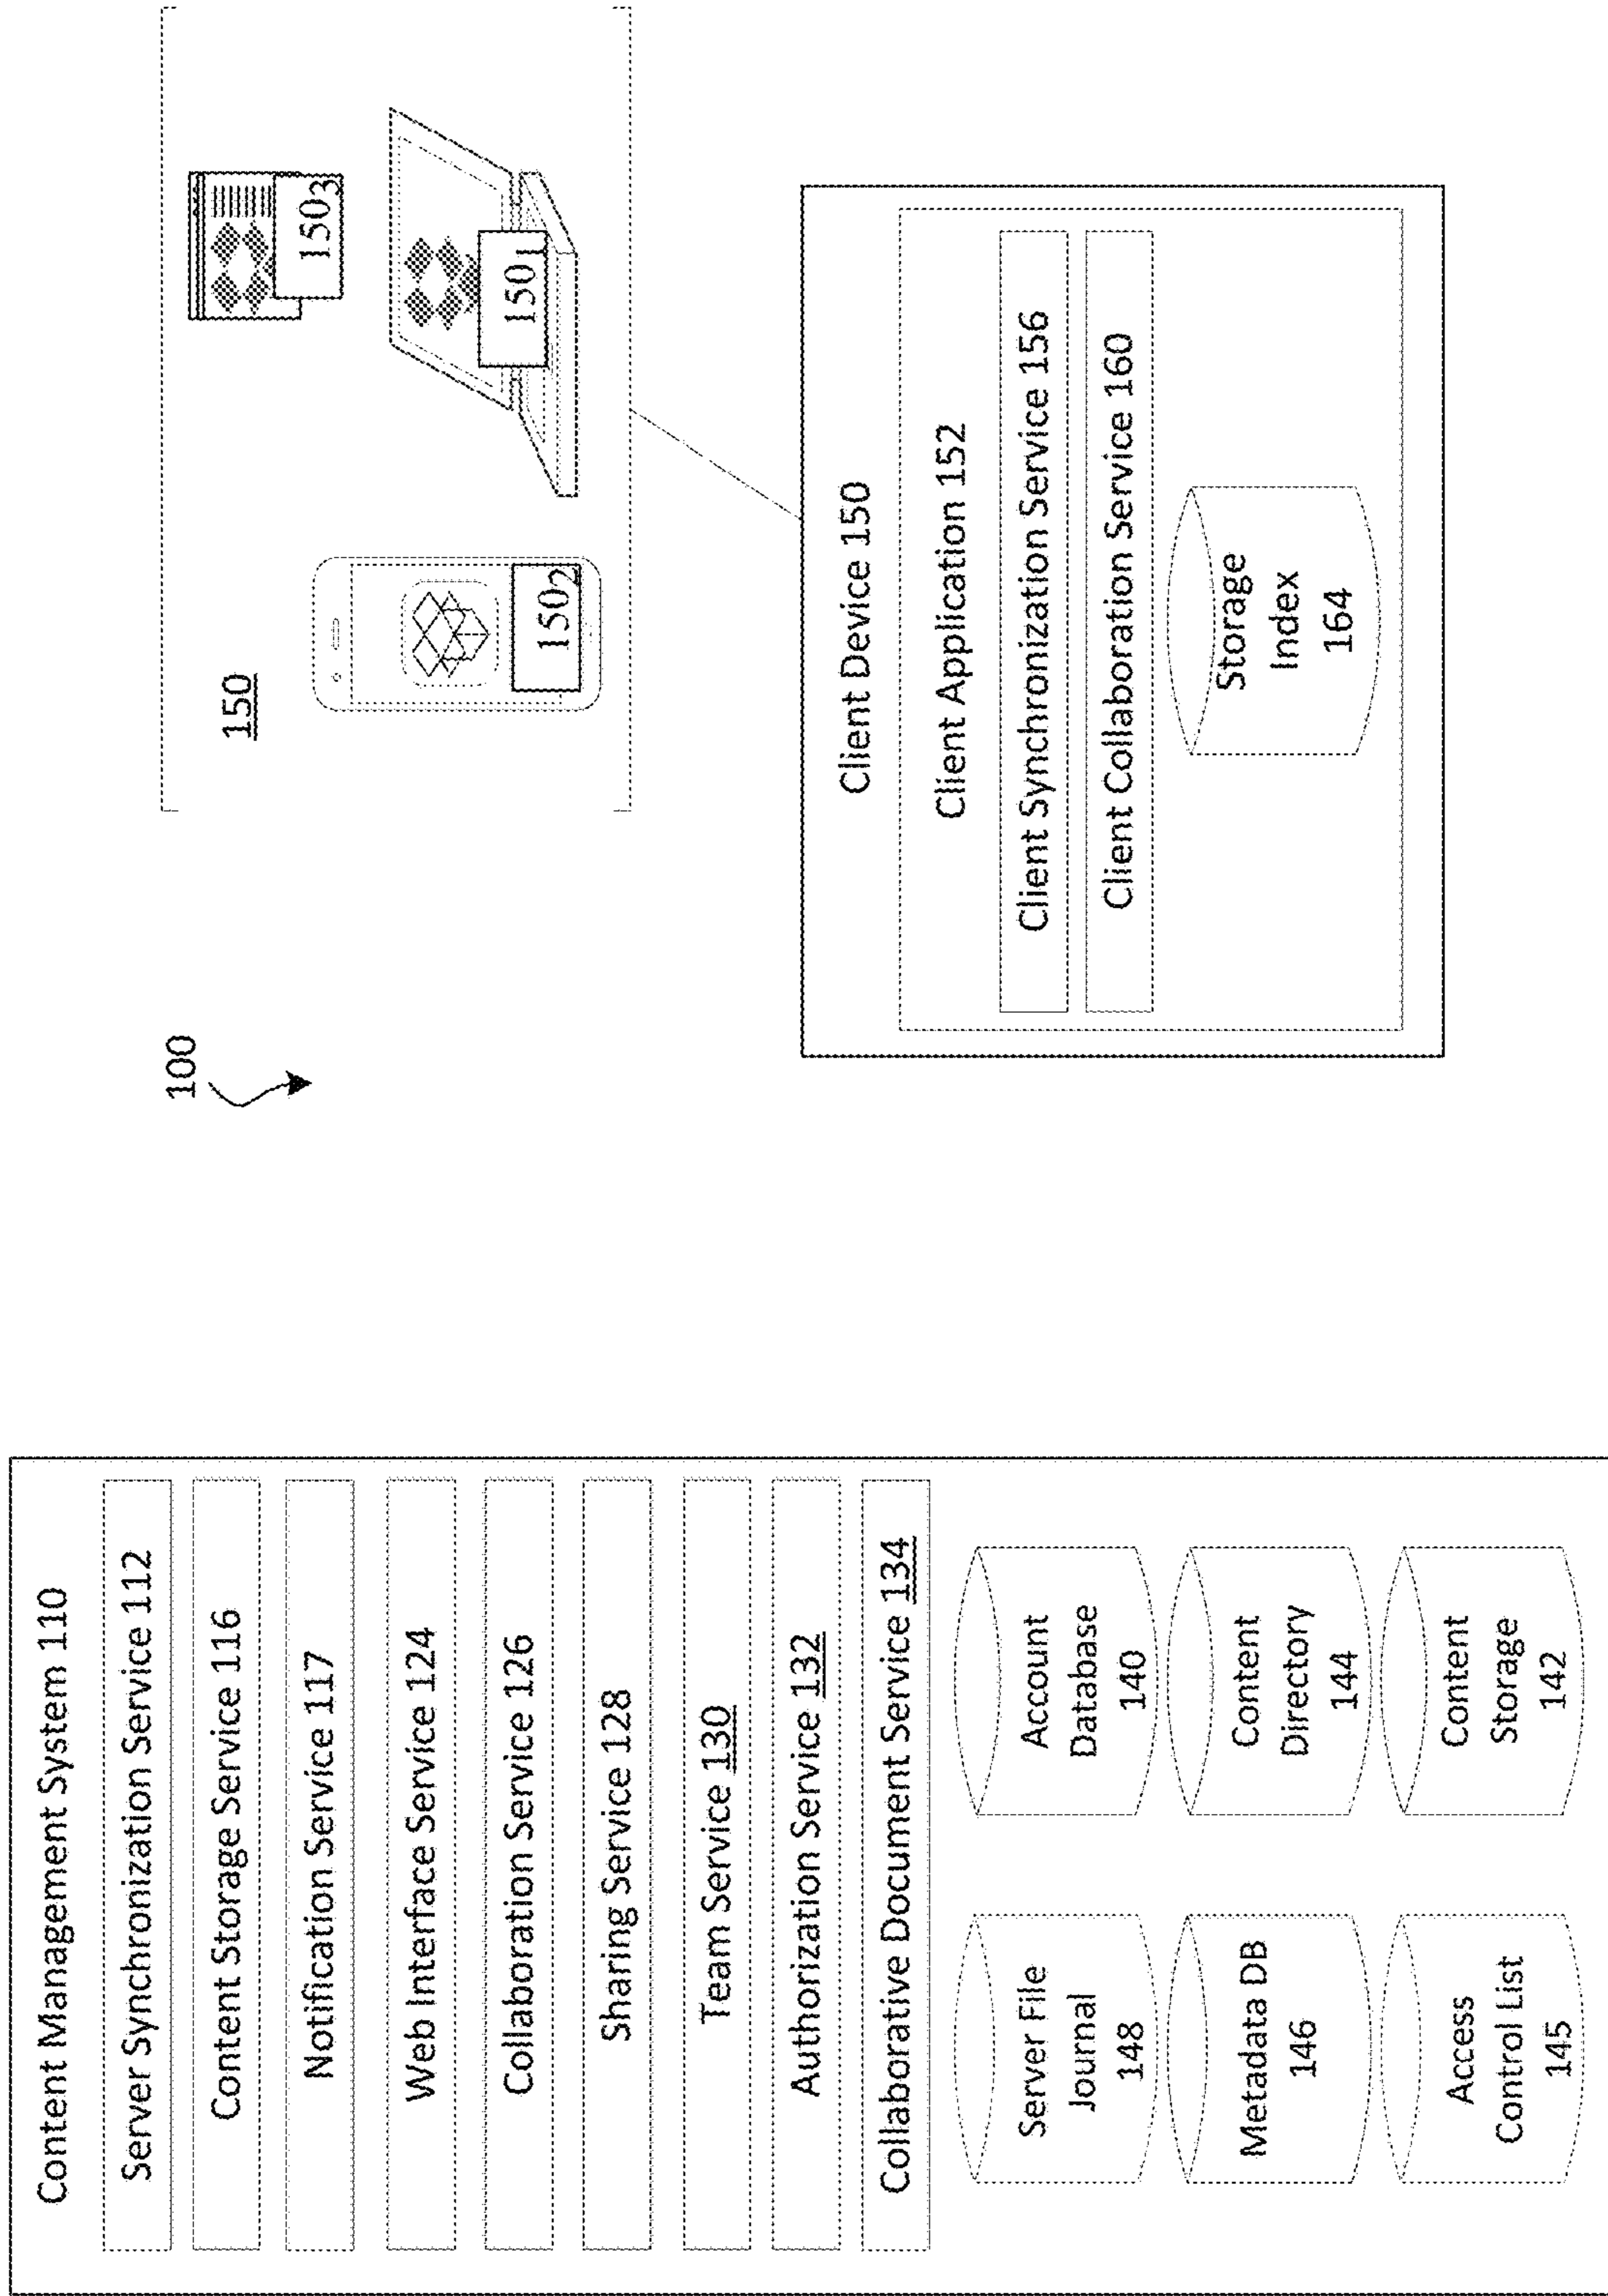 Content Management System 110
Server Synchronization Service 112
Content Storage Service 116
Notification Service 117
Web Interface Service 124
Collaboration Service 126
Sharing Service 128
Team Service 130
Authorization Service 132
Collaborative Document Service 134
Server File
Journal
148
Account
Database
140
Metadata DB
146
Content
Directory
144
Access
Control List
145
Content
Storage
142
100
150
150₂
150₁
150₃
Client Device 150
Client Application 152
Client Synchronization Service 156
Client Collaboration Service 160
Storage
Index
164